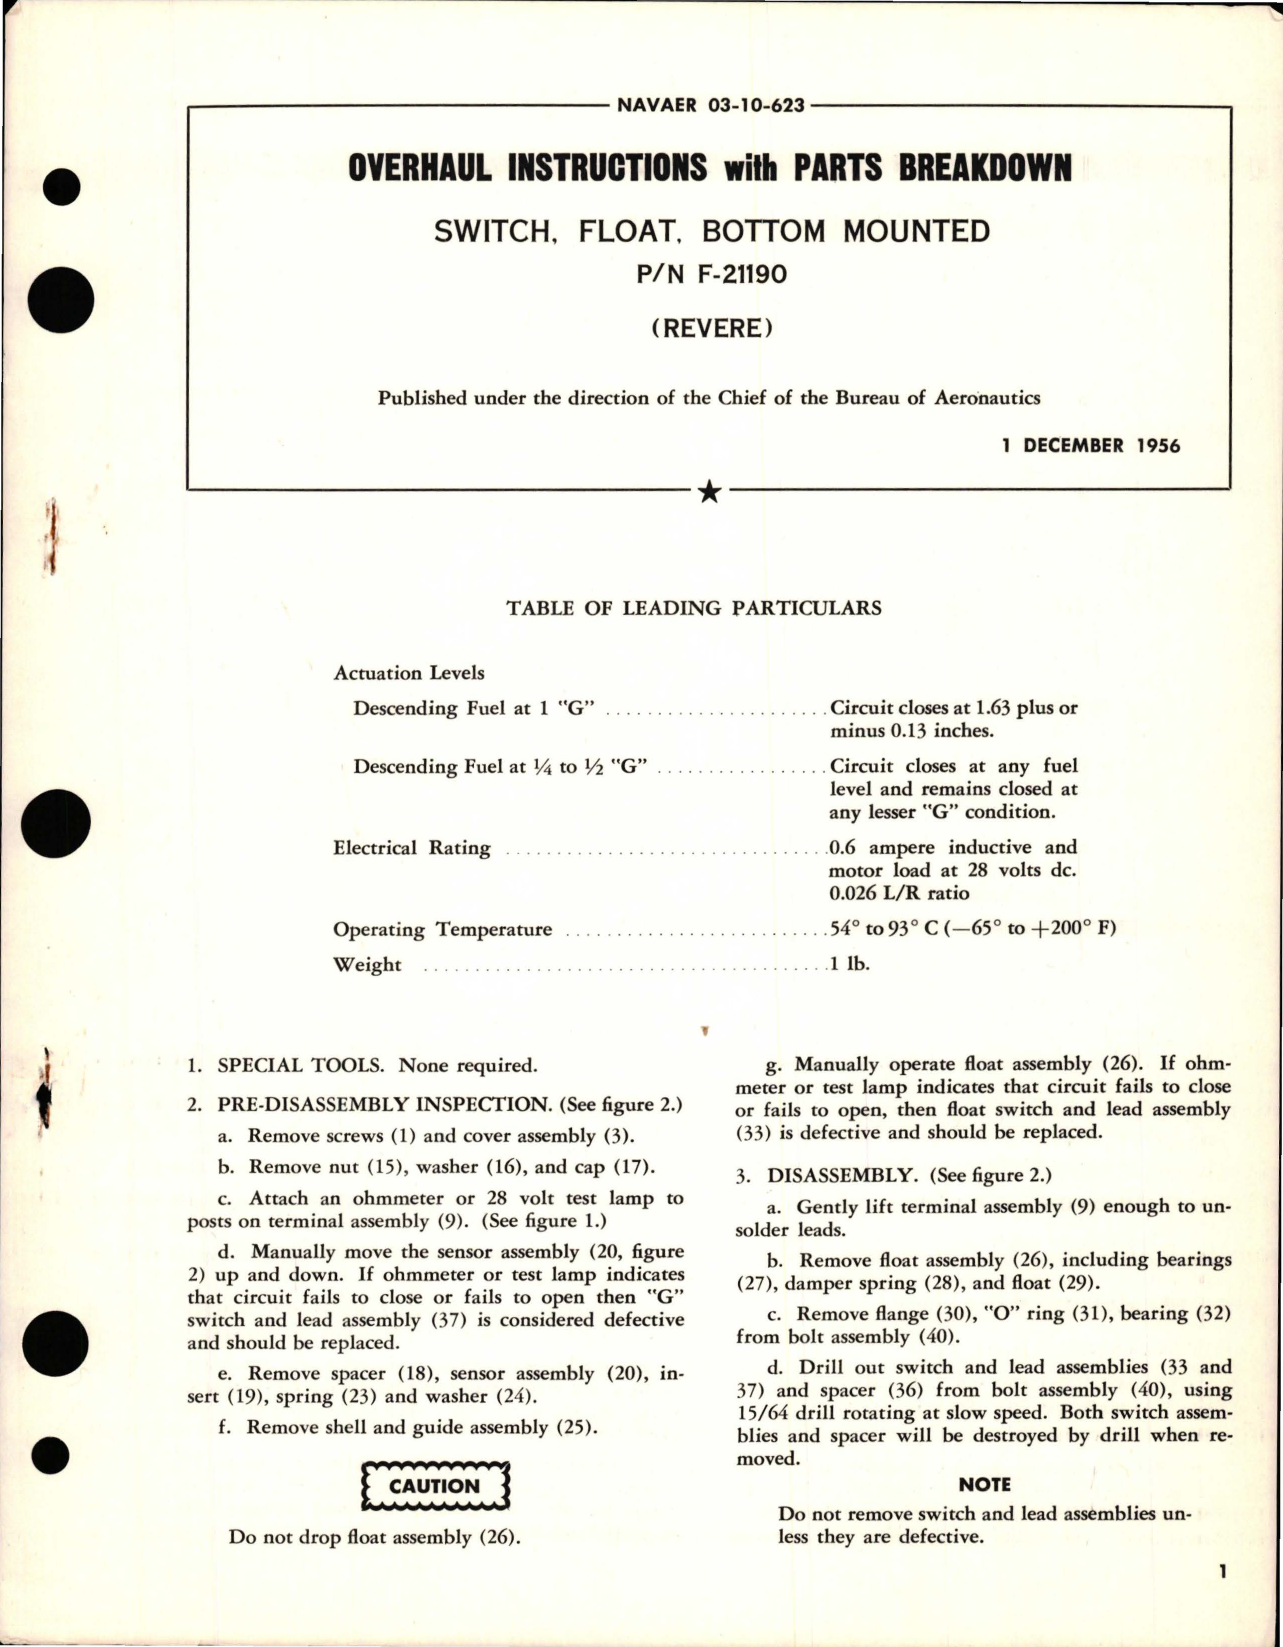 NAVAER 03-10-623
OVERHAUL INSTRUCTIONS with PARTS BREAKDOWN
SWITCH, FLOAT, BOTTOM MOUNTED
P/N F-21190
(REVERE)
Published under the direction of the Chief of the Bureau of Aeronautics
1 DECEMBER 1956
TABLE OF LEADING PARTICULARS
Actuation Levels
Descending Fuel at 1 "G" ..................... Circuit closes at 1.63 plus or
minus 0.13 inches.
Descending Fuel at ¼ to ½ "G" ................ Circuit closes at any fuel
level and remains closed at
any lesser "G" condition.
Electrical Rating .............................. 0.6 ampere inductive and
motor load at 28 volts dc.
0.026 L/R ratio
Operating Temperature ......................... 54° to 93° C (—65° to +200° F)
Weight ....................................... 1 lb.
1. SPECIAL TOOLS. None required.
2. PRE-DISASSEMBLY INSPECTION. (See figure 2.)
a. Remove screws (1) and cover assembly (3).
b. Remove nut (15), washer (16), and cap (17).
c. Attach an ohmmeter or 28 volt test lamp to
posts on terminal assembly (9). (See figure 1.)
d. Manually move the sensor assembly (20, figure
2) up and down. If ohmmeter or test lamp indicates
that circuit fails to close or fails to open then "G"
switch and lead assembly (37) is considered defective
and should be replaced.
e. Remove spacer (18), sensor assembly (20), in-
sert (19), spring (23) and washer (24).
f. Remove shell and guide assembly (25).
CAUTION
Do not drop float assembly (26).
g. Manually operate float assembly (26). If ohm-
meter or test lamp indicates that circuit fails to close
or fails to open, then float switch and lead assembly
(33) is defective and should be replaced.
3. DISASSEMBLY. (See figure 2.)
a. Gently lift terminal assembly (9) enough to un-
solder leads.
b. Remove float assembly (26), including bearings
(27), damper spring (28), and float (29).
c. Remove flange (30), "O" ring (31), bearing (32)
from bolt assembly (40).
d. Drill out switch and lead assemblies (33 and
37) and spacer (36) from bolt assembly (40), using
15/64 drill rotating at slow speed. Both switch assem-
blies and spacer will be destroyed by drill when re-
moved.
NOTE
Do not remove switch and lead assemblies un-
less they are defective.
1